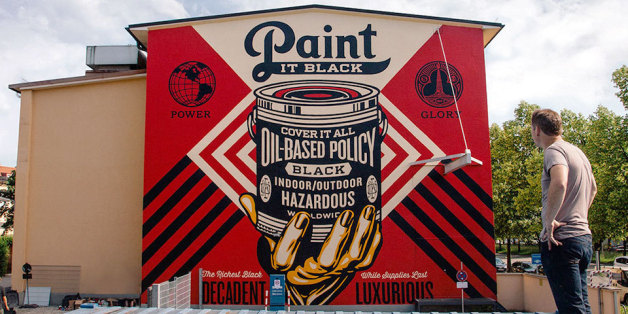 Paint
IT BLACK
POWER
GLORY
COVER IT ALL
OIL-BASED POLICY
BLACK
INDOOR/OUTDOOR
HAZARDOUS
WORLDWIDE
The Richest Black
DECADENT
While Supplies Last
LUXURIOUS